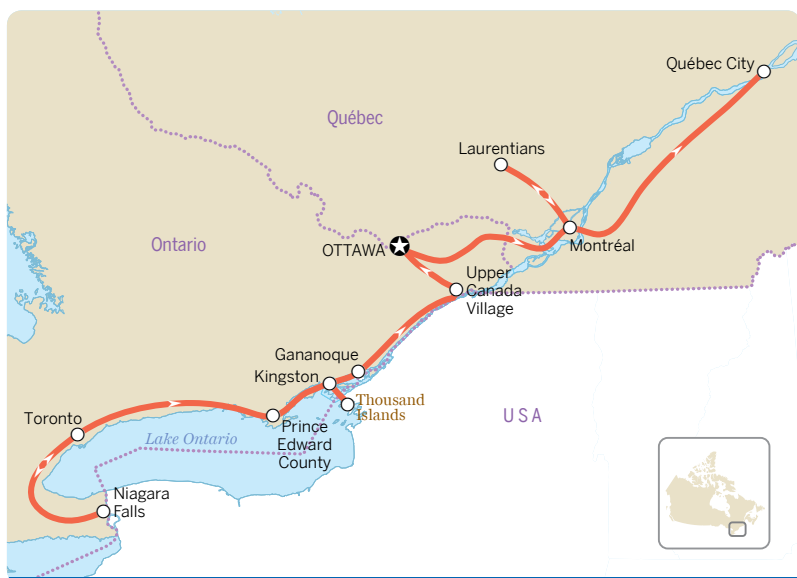 Québec City
Québec
Laurentians
Ontario
OTTAWA
Montréal
Upper
Canada
Village
Gananoque
Kingston
Thousand
Islands
USA
Toronto
Lake Ontario
Prince
Edward
County
Niagara
Falls